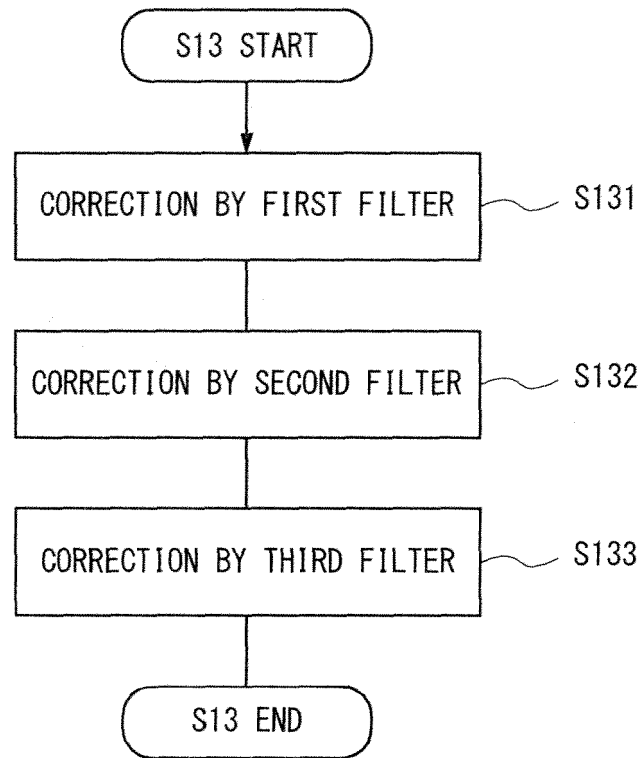 S13 START
CORRECTION BY FIRST FILTER
S131
CORRECTION BY SECOND FILTER
S132
CORRECTION BY THIRD FILTER
S133
S13 END